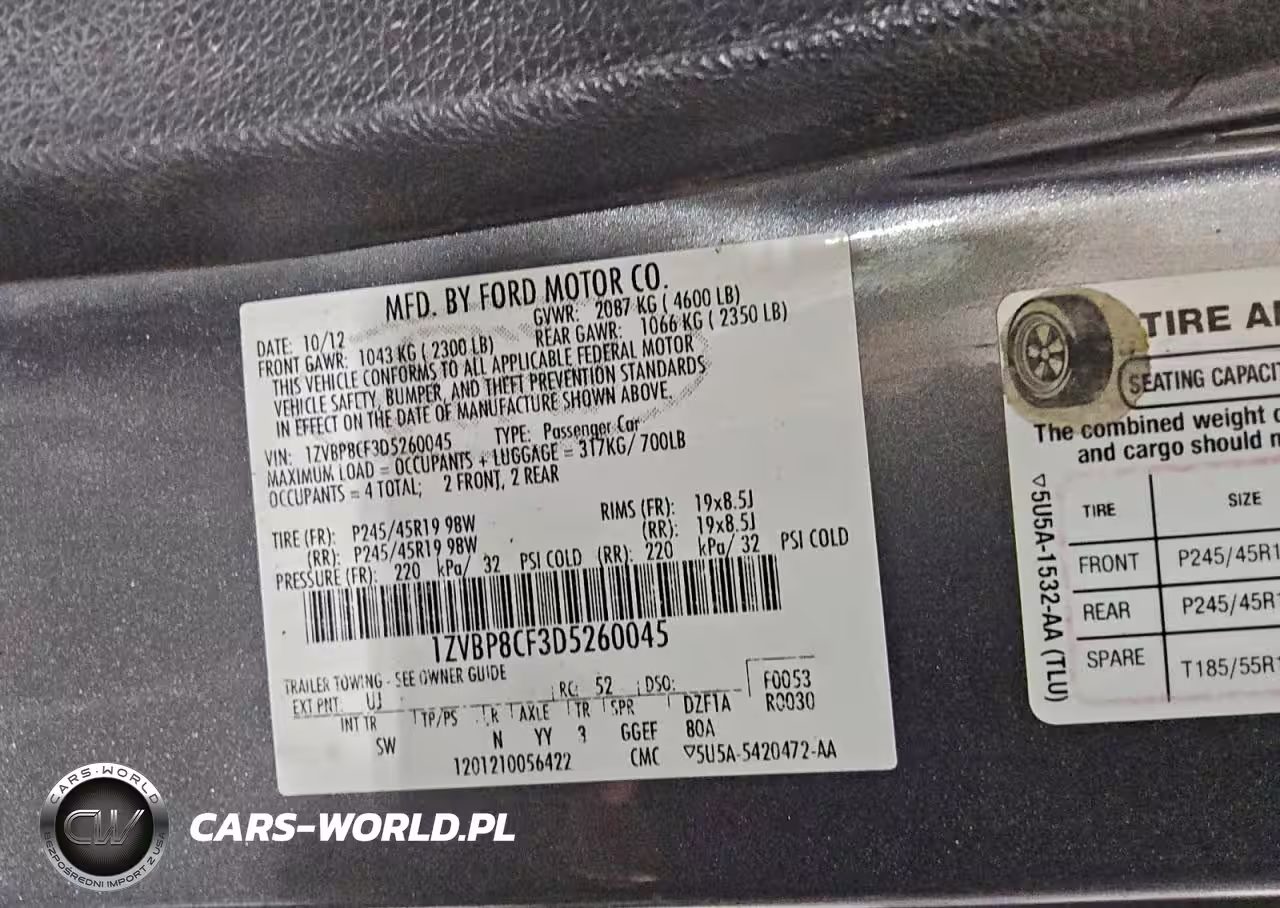 MFD. BY FORD MOTOR CO.
DATE: 10/12 GVWR: 2087 KG ( 4600 LB)
FRONT GAWR: 1043 KG ( 2300 LB) REAR GAWR: 1066 KG ( 2350 LB)
THIS VEHICLE CONFORMS TO ALL APPLICABLE FEDERAL MOTOR
VEHICLE SAFETY, BUMPER, AND THEFT PREVENTION STANDARDS
IN EFFECT ON THE DATE OF MANUFACTURE SHOWN ABOVE.
VIN: 1ZVBP8CF3D5260045 TYPE: Passenger Car
MAXIMUM LOAD = OCCUPANTS + LUGGAGE = 317KG/ 700LB
OCCUPANTS = 4 TOTAL; 2 FRONT, 2 REAR
TIRE (FR): P245/45R19 98W RIMS (FR): 19x8.5J
(RR): P245/45R19 98W (RR): 19x8.5J
PRESSURE (FR): 220 kPa/ 32 PSI COLD (RR): 220 kPa/ 32 PSI COLD
1ZVBP8CF3D5260045
TRAILER TOWING - SEE OWNER GUIDE
EXT PNT: UJ RC: 52 DSO: F0053
INT TR TP/PS R AXLE TR SPR DZF1A R0030
SW N YY 3 GGEF 80A
1201210056422 CMC ▽5U5A-5420472-AA
TIRE
SEATING
The combined weight
and cargo should
▽5U5A-1532-AA (TLU)
TIRE SIZE
FRONT P245/45R1
REAR P245/45R1
SPARE T185/55R1
CARS-WORLD
CW
BEZPOŚREDNI IMPORT Z USA
CARS-WORLD.PL